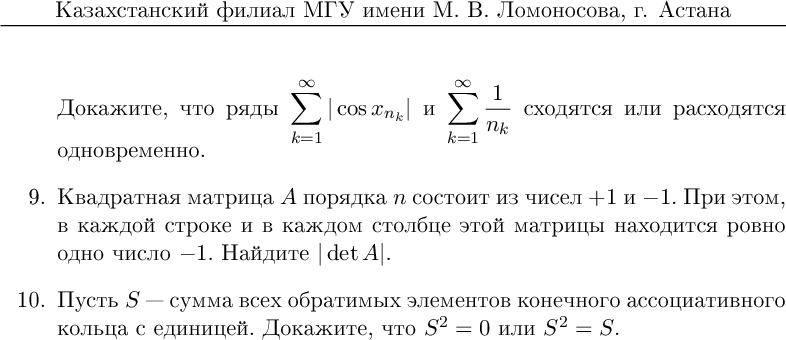 Казахстанский филиал МГУ имени М. В. Ломоносова, г. Астана
Докажите, что ряды $\sum_{k=1}^{\infty} |\cos x_{n_k}|$ и $\sum_{k=1}^{\infty} \frac{1}{n_k}$ сходятся или расходятся
одновременно.
9. Квадратная матрица $A$ порядка $n$ состоит из чисел $+1$ и $-1$. При этом,
в каждой строке и в каждом столбце этой матрицы находится ровно
одно число $-1$. Найдите $|\det A|$.
10. Пусть $S$ — сумма всех обратимых элементов конечного ассоциативного
кольца с единицей. Докажите, что $S^2 = 0$ или $S^2 = S$.